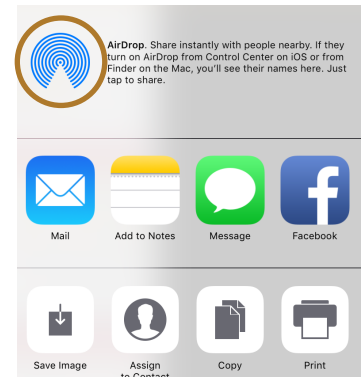 AirDrop. Share instantly with people nearby. If they
turn on AirDrop from Control Center on iOS or from
Finder on the Mac, you'll see their names here. Just
tap to share.
Mail
Add to Notes
Message
Facebook
Save Image
Assign
to Contact
Copy
Print